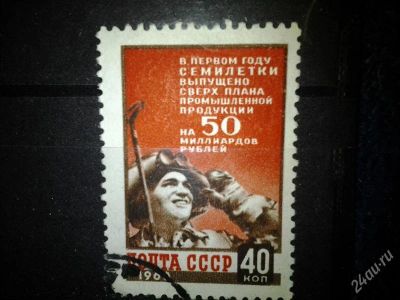 В ПЕРВОМ ГОДУ
СЕМИЛЕТКИ
ВЫПУЩЕНО
СВЕРХ ПЛАНА
ПРОМЫШЛЕННОЙ
ПРОДУКЦИИ
НА 50
МИЛЛИАРДОВ
РУБЛЕЙ
ПОЧТА СССР
40
КОП
24au.ru